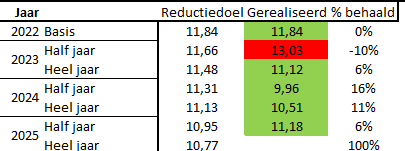 Jaar Reductiedoel Gerealiseerd % behaald
2022 Basis 11,84 11,84 0%
2023 Half jaar 11,66 13,03 -10%
Heel jaar 11,48 11,12 6%
2024 Half jaar 11,31 9,96 16%
Heel jaar 11,13 10,51 11%
2025 Half jaar 10,95 11,18 6%
Heel jaar 10,77 100%